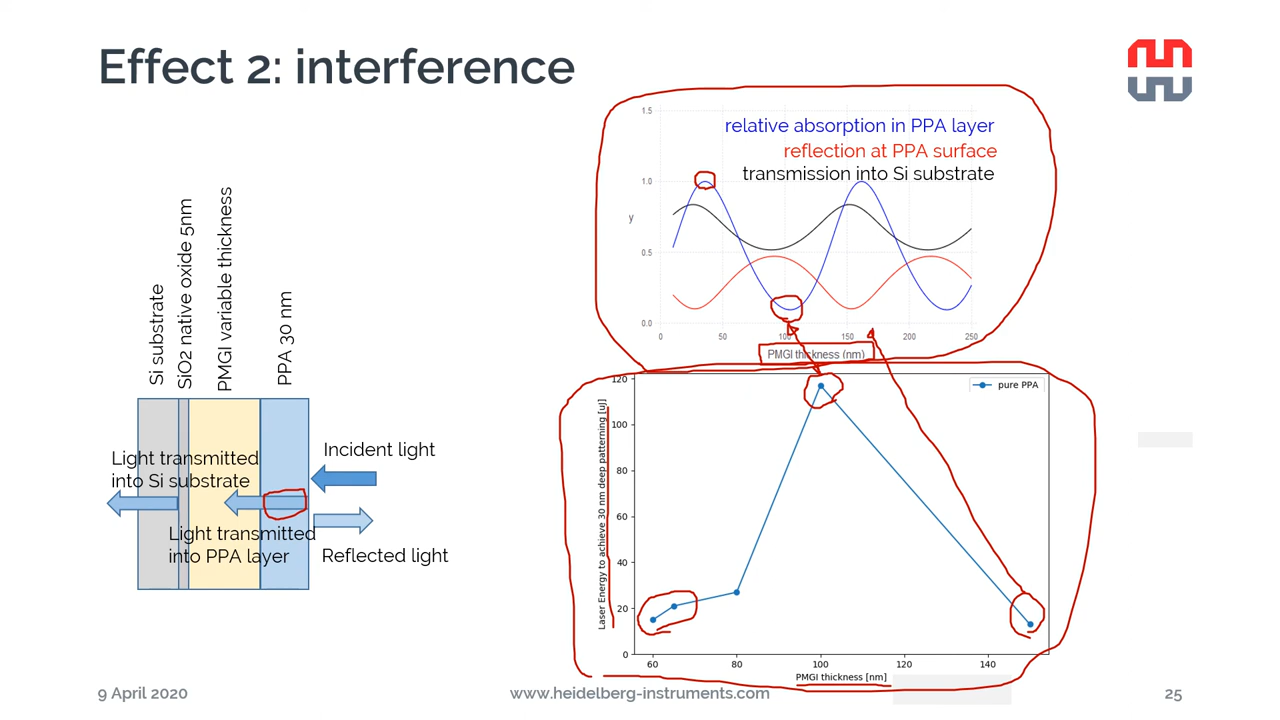 Effect 2: interference
1.5
relative absorption in PPA layer
reflection at PPA surface
transmission into Si substrate
1.0
y
0.5
0.0
0 50 100 150 200 250
PMGI thickness (nm)
Si substrate
SiO2 native oxide 5nm
PMGI variable thickness
PPA 30 nm
Light transmitted
into Si substrate
Incident light
Light transmitted
into PPA layer
Reflected light
120
pure PPA
100
80
60
40
20
0
Laser Energy to achieve 30 nm deep patterning [uJ]
60 80 100 120 140
PMGI thickness [nm]
9 April 2020
www.heidelberg-instruments.com
25